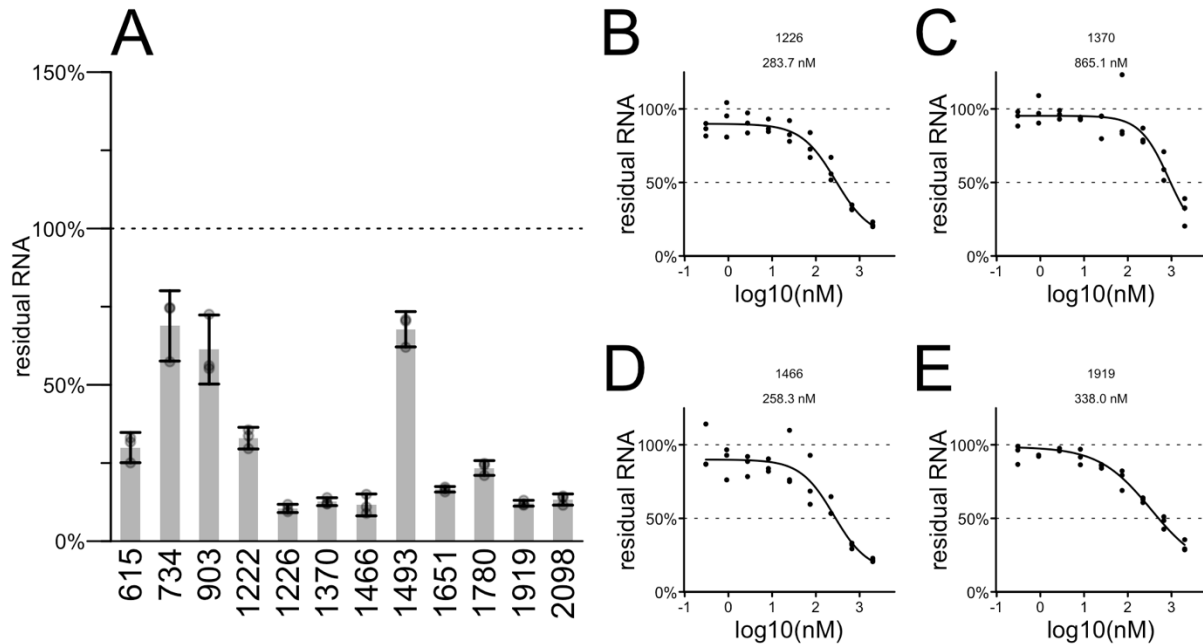 A
residual RNA
150%
100%
50%
0%
615
734
903
1222
1226
1370
1466
1493
1651
1780
1919
2098
B
1226
283.7 nM
residual RNA
100%
50%
0%
-1 0 1 2 3
log10(nM)
C
1370
865.1 nM
residual RNA
100%
50%
0%
-1 0 1 2 3
log10(nM)
D
1466
258.3 nM
residual RNA
100%
50%
0%
-1 0 1 2 3
log10(nM)
E
1919
338.0 nM
residual RNA
100%
50%
0%
-1 0 1 2 3
log10(nM)